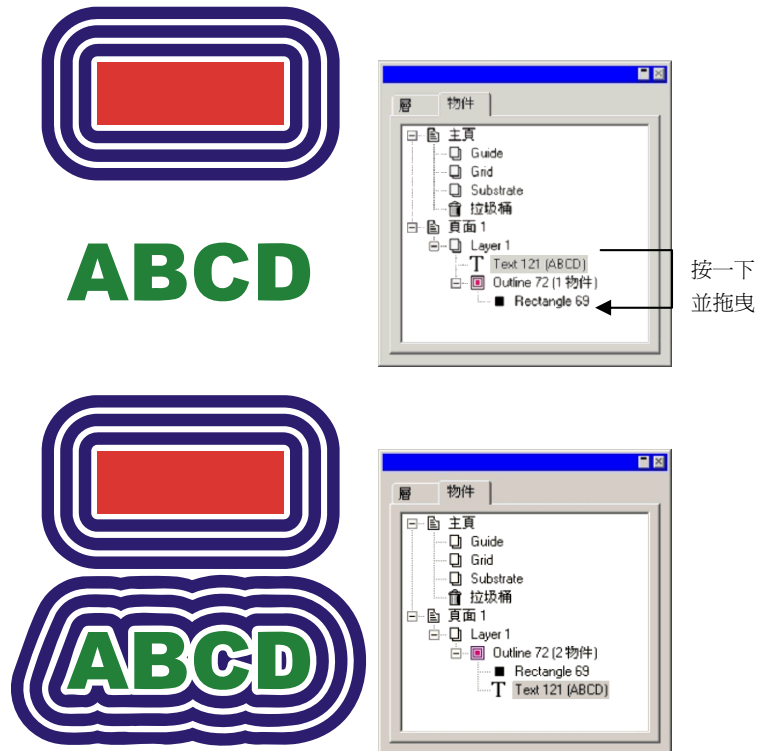 層 物件
主頁
Guide
Grid
Substrate
垃圾桶
頁面 1
Layer 1
Text 121 (ABCD)
Outline 72 (1 物件)
Rectangle 69
ABCD
按一下
並拖曳
層 物件
主頁
Guide
Grid
Substrate
垃圾桶
頁面 1
Layer 1
Outline 72 (2 物件)
Rectangle 69
Text 121 (ABCD)
ABCD